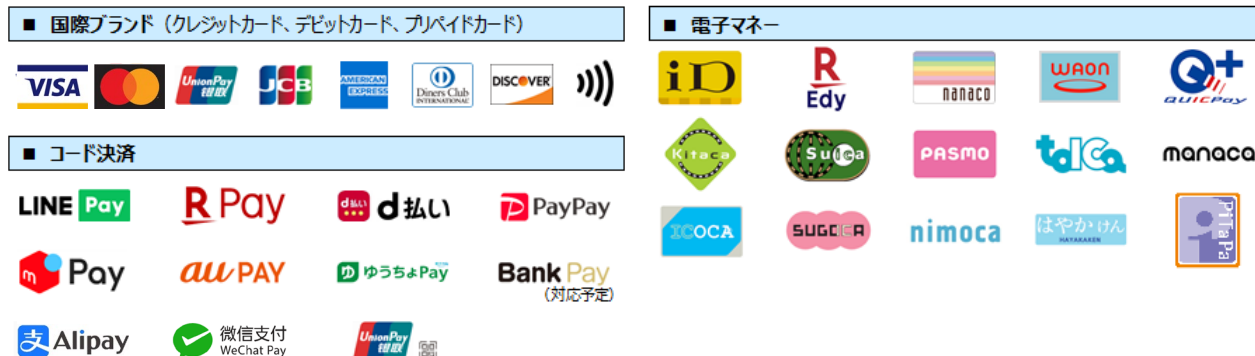 ■ 国際ブランド（クレジットカード、デビットカード、プリペイドカード）
VISA
UnionPay
银联
JCB
AMERICAN
EXPRESS
Diners Club
INTERNATIONAL
DISCOVER
■ コード決済
LINE Pay
R Pay
d払い d払い
PayPay
m Pay
au PAY
ゆ ゆうちょPay
Bank Pay
(対応予定)
支 Alipay
微信支付
WeChat Pay
UnionPay
银联
■ 電子マネー
iD
R
Edy
nanaco
WAON
Q+
QUICPay
Kitaca
Suica
PASMO
toICa
manaca
ICOCA
SUGOCA
nimoca
はやかけん
HAYAKAKEN
PiTaPa